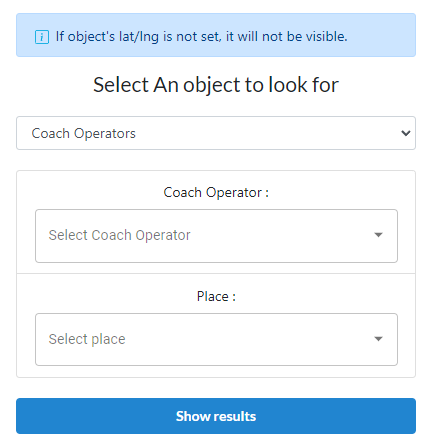 If object's lat/lng is not set, it will not be visible.
Select An object to look for
Coach Operators
Coach Operator :
Select Coach Operator
Place :
Select place
Show results